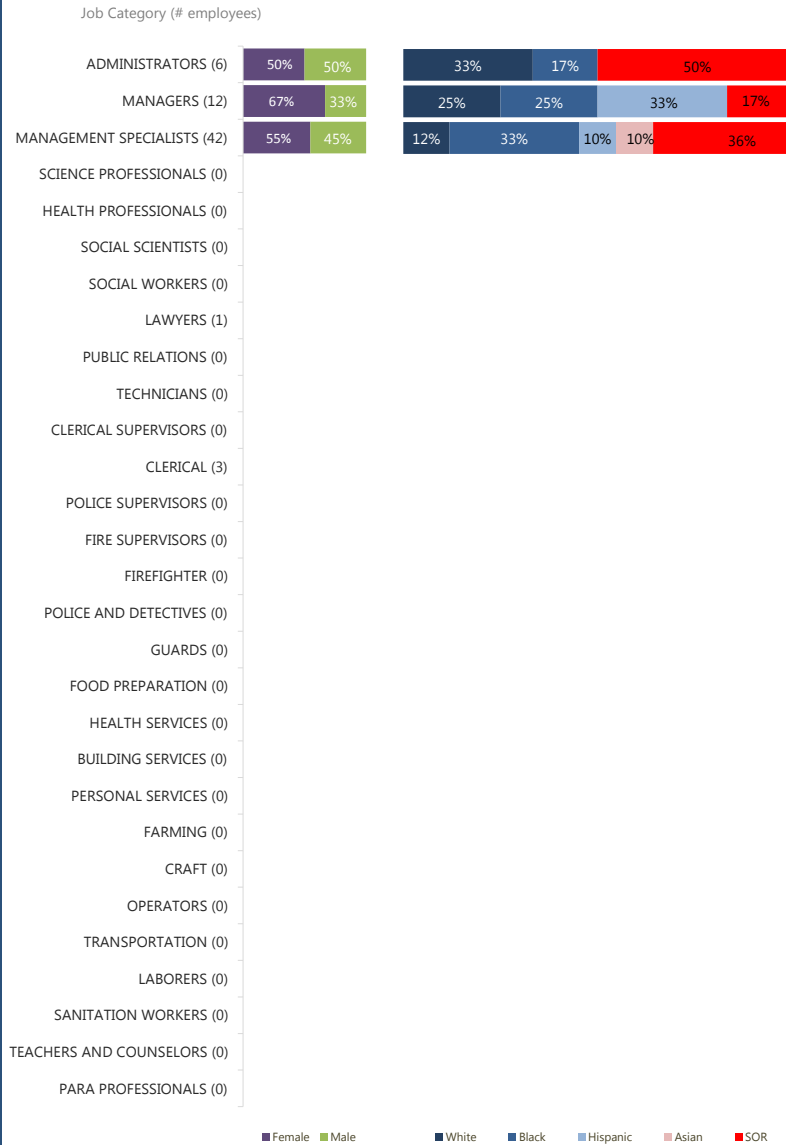 Job Category (# employees)
ADMINISTRATORS (6) 50% 50% 33% 17% 50%
MANAGERS (12) 67% 33% 25% 25% 33% 17%
MANAGEMENT SPECIALISTS (42) 55% 45% 12% 33% 10% 10% 36%
SCIENCE PROFESSIONALS (0)
HEALTH PROFESSIONALS (0)
SOCIAL SCIENTISTS (0)
SOCIAL WORKERS (0)
LAWYERS (1)
PUBLIC RELATIONS (0)
TECHNICIANS (0)
CLERICAL SUPERVISORS (0)
CLERICAL (3)
POLICE SUPERVISORS (0)
FIRE SUPERVISORS (0)
FIREFIGHTER (0)
POLICE AND DETECTIVES (0)
GUARDS (0)
FOOD PREPARATION (0)
HEALTH SERVICES (0)
BUILDING SERVICES (0)
PERSONAL SERVICES (0)
FARMING (0)
CRAFT (0)
OPERATORS (0)
TRANSPORTATION (0)
LABORERS (0)
SANITATION WORKERS (0)
TEACHERS AND COUNSELORS (0)
PARA PROFESSIONALS (0)
Female Male White Black Hispanic Asian SOR